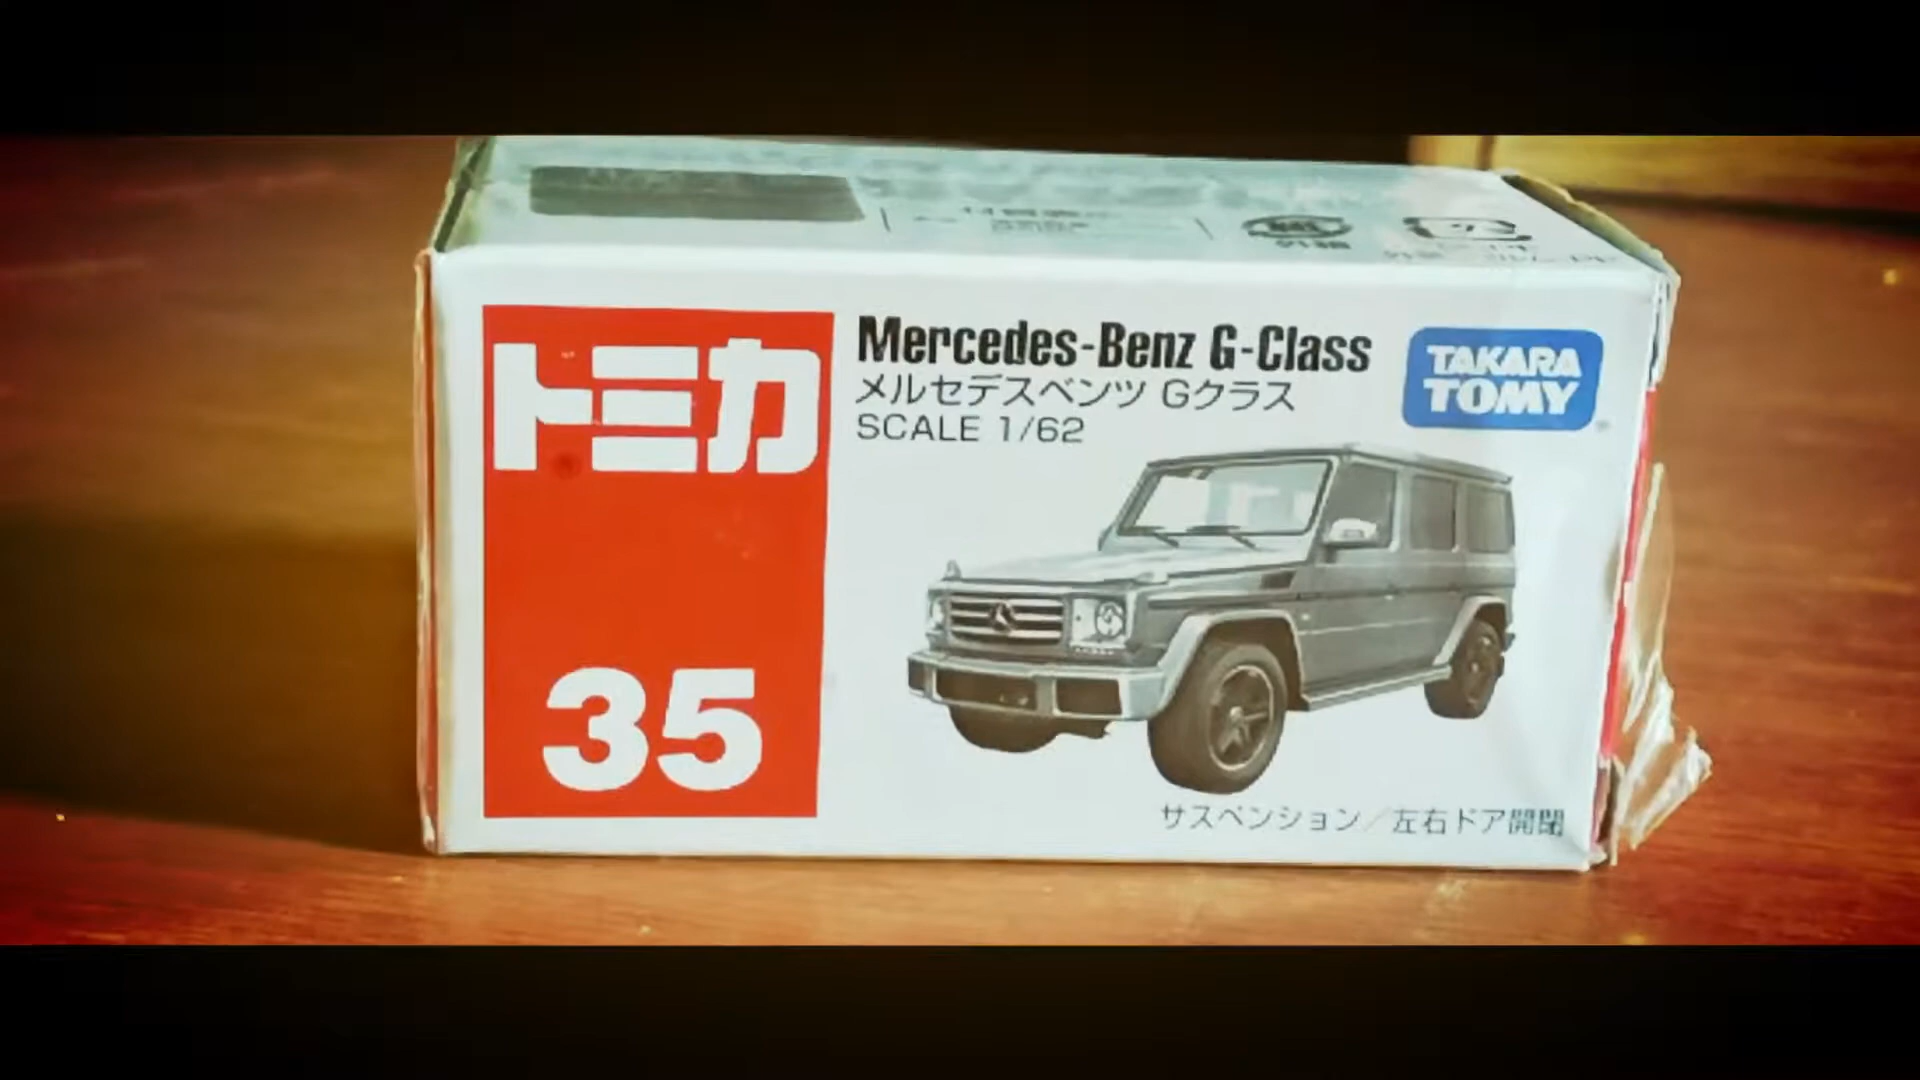 トミカ
35
Mercedes-Benz G-Class
メルセデスベンツ Gクラス
SCALE 1/62
TAKARA
TOMY
サスペンション/左右ドア開閉